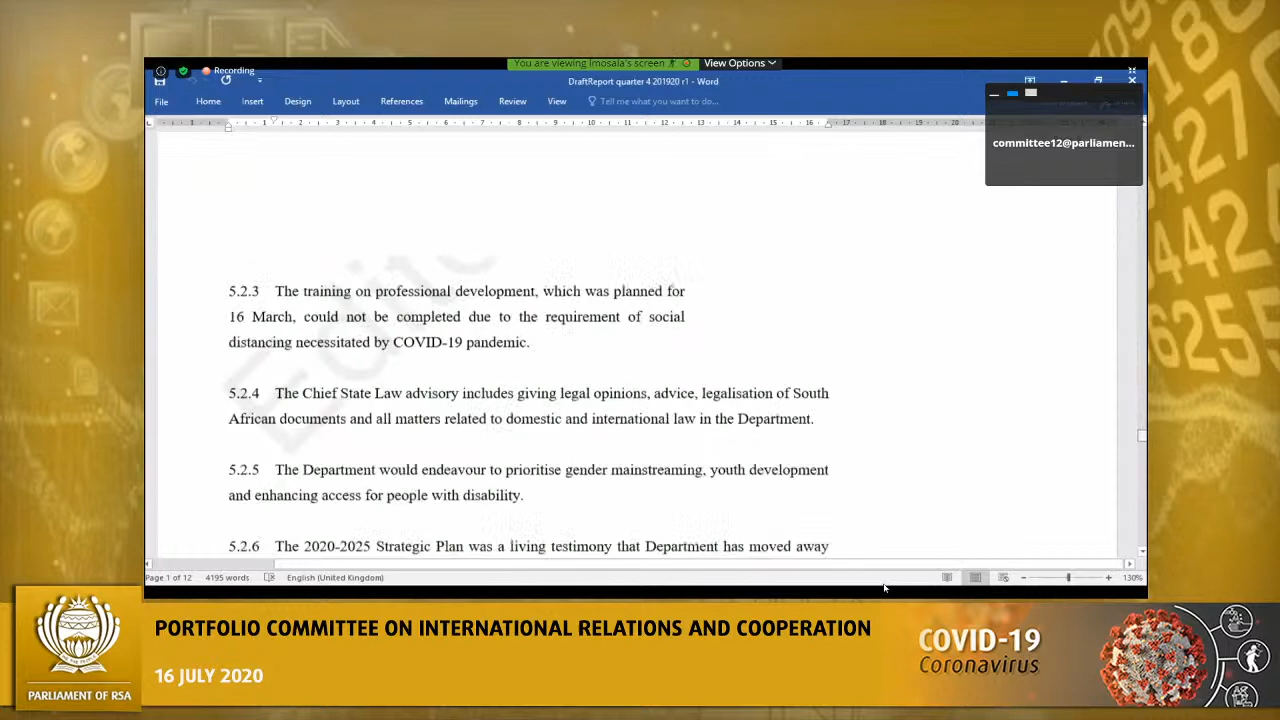 You are viewing lmosala's screen
View Options
Recording
DraftReport quarter 4 201920 r1 - Word
File Home Insert Design Layout References Mailings Review View Tell me what you want to do...
committee12@parliamen...
5.2.3 The training on professional development, which was planned for
16 March, could not be completed due to the requirement of social
distancing necessitated by COVID-19 pandemic.
5.2.4 The Chief State Law advisory includes giving legal opinions, advice, legalisation of South
African documents and all matters related to domestic and international law in the Department.
5.2.5 The Department would endeavour to prioritise gender mainstreaming, youth development
and enhancing access for people with disability.
5.2.6 The 2020-2025 Strategic Plan was a living testimony that Department has moved away
Page 1 of 12 4195 words English (United Kingdom) 130%
PORTFOLIO COMMITTEE ON INTERNATIONAL RELATIONS AND COOPERATION
16 JULY 2020
PARLIAMENT OF RSA
COVID-19
Coronavirus